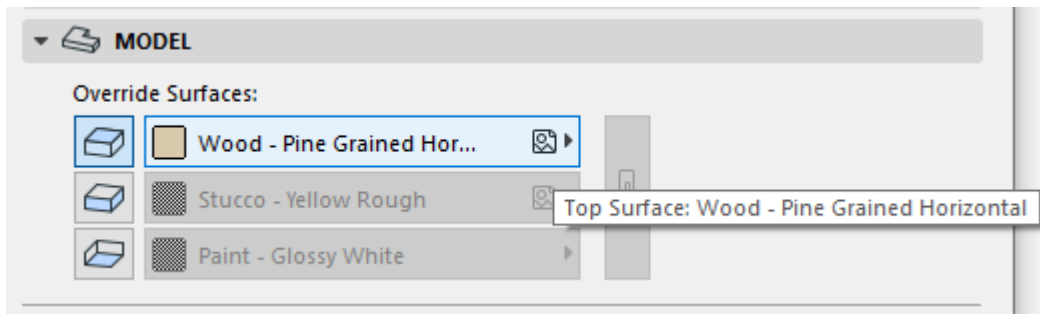 MODEL
Override Surfaces:
Wood - Pine Grained Hor...
Stucco - Yellow Rough
Top Surface: Wood - Pine Grained Horizontal
Paint - Glossy White